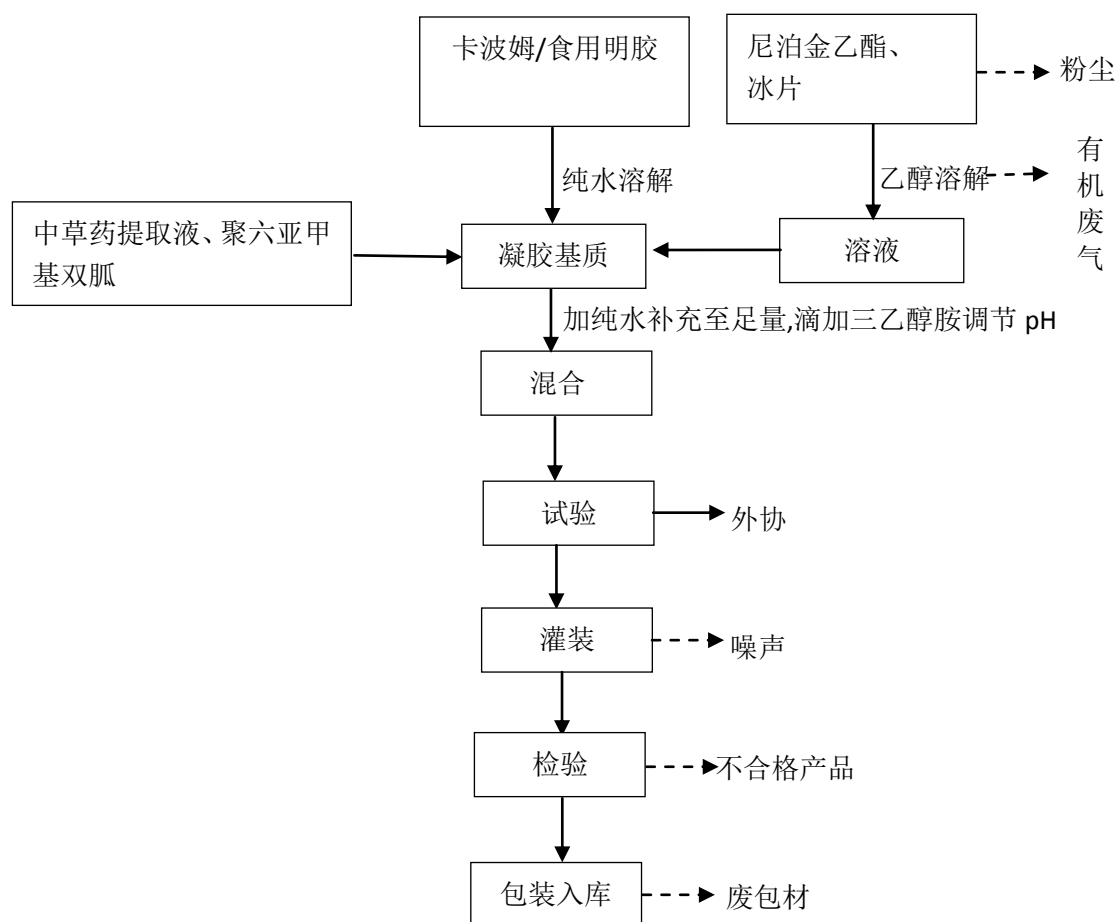 卡波姆/食用明胶
尼泊金乙酯、
冰片
粉尘
纯水溶解
乙醇溶解
有
机
废
气
中草药提取液、聚六亚甲
基双胍
凝胶基质
溶液
加纯水补充至足量,滴加三乙醇胺调节 pH
混合
试验
外协
灌装
噪声
检验
不合格产品
包装入库
废包材